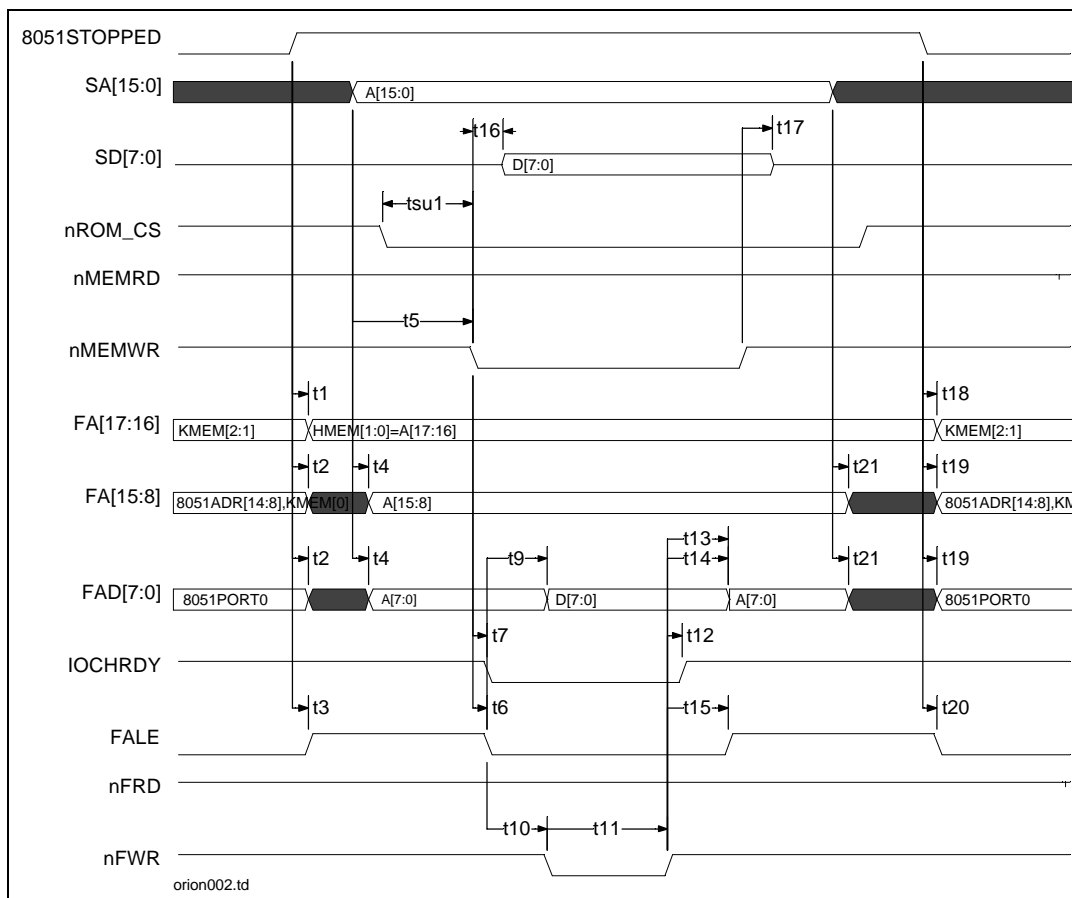 8051STOPPED
SA[15:0]
A[15:0]
t16
t17
SD[7:0]
D[7:0]
tsu1
nROM_CS
nMEMRD
t5
nMEMWR
t1
t18
FA[17:16]
KMEM[2:1]
HMEM[1:0]=A[17:16]
KMEM[2:1]
t2
t4
t21
t19
FA[15:8]
8051ADR[14:8],KMEM[0]
A[15:8]
8051ADR[14:8],KM
t13
t2
t4
t9
t14
t21
t19
FAD[7:0]
8051PORT0
A[7:0]
D[7:0]
A[7:0]
8051PORT0
t7
t12
IOCHRDY
t3
t6
t15
t20
FALE
nFRD
t10
t11
nFWR
orion002.td